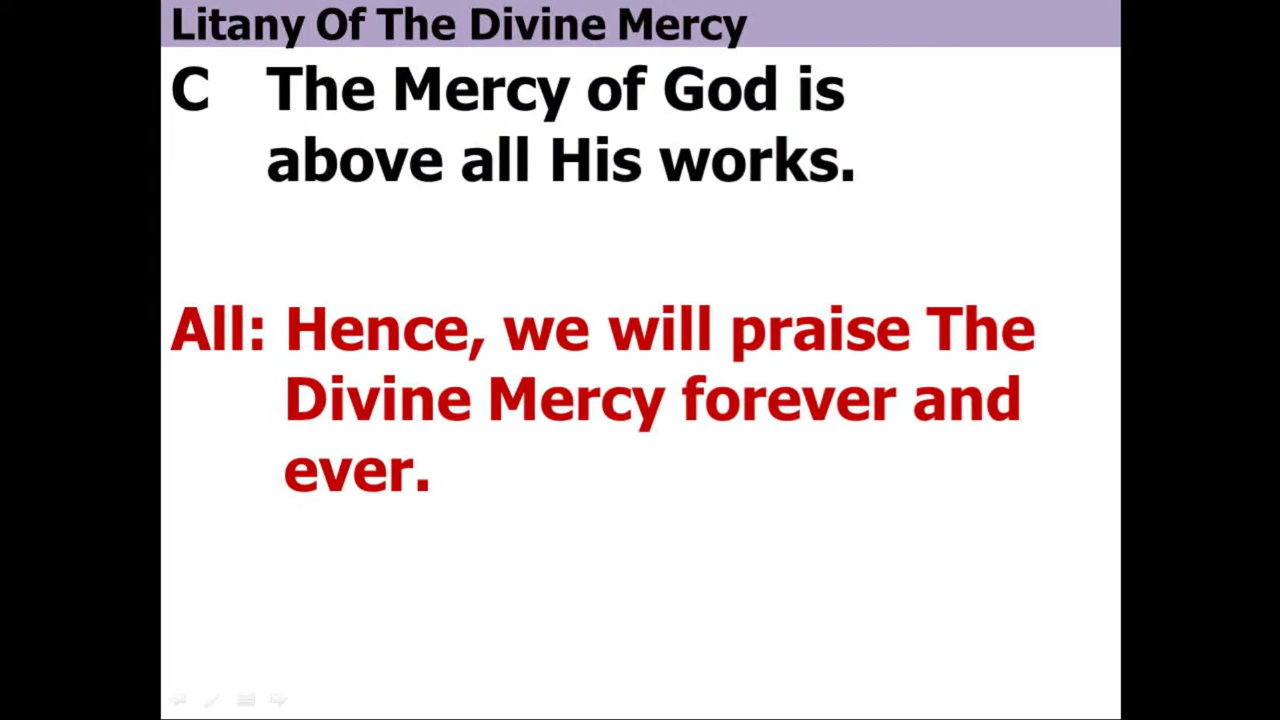 Litany Of The Divine Mercy
C The Mercy of God is
above all His works.
All: Hence, we will praise The
Divine Mercy forever and
ever.